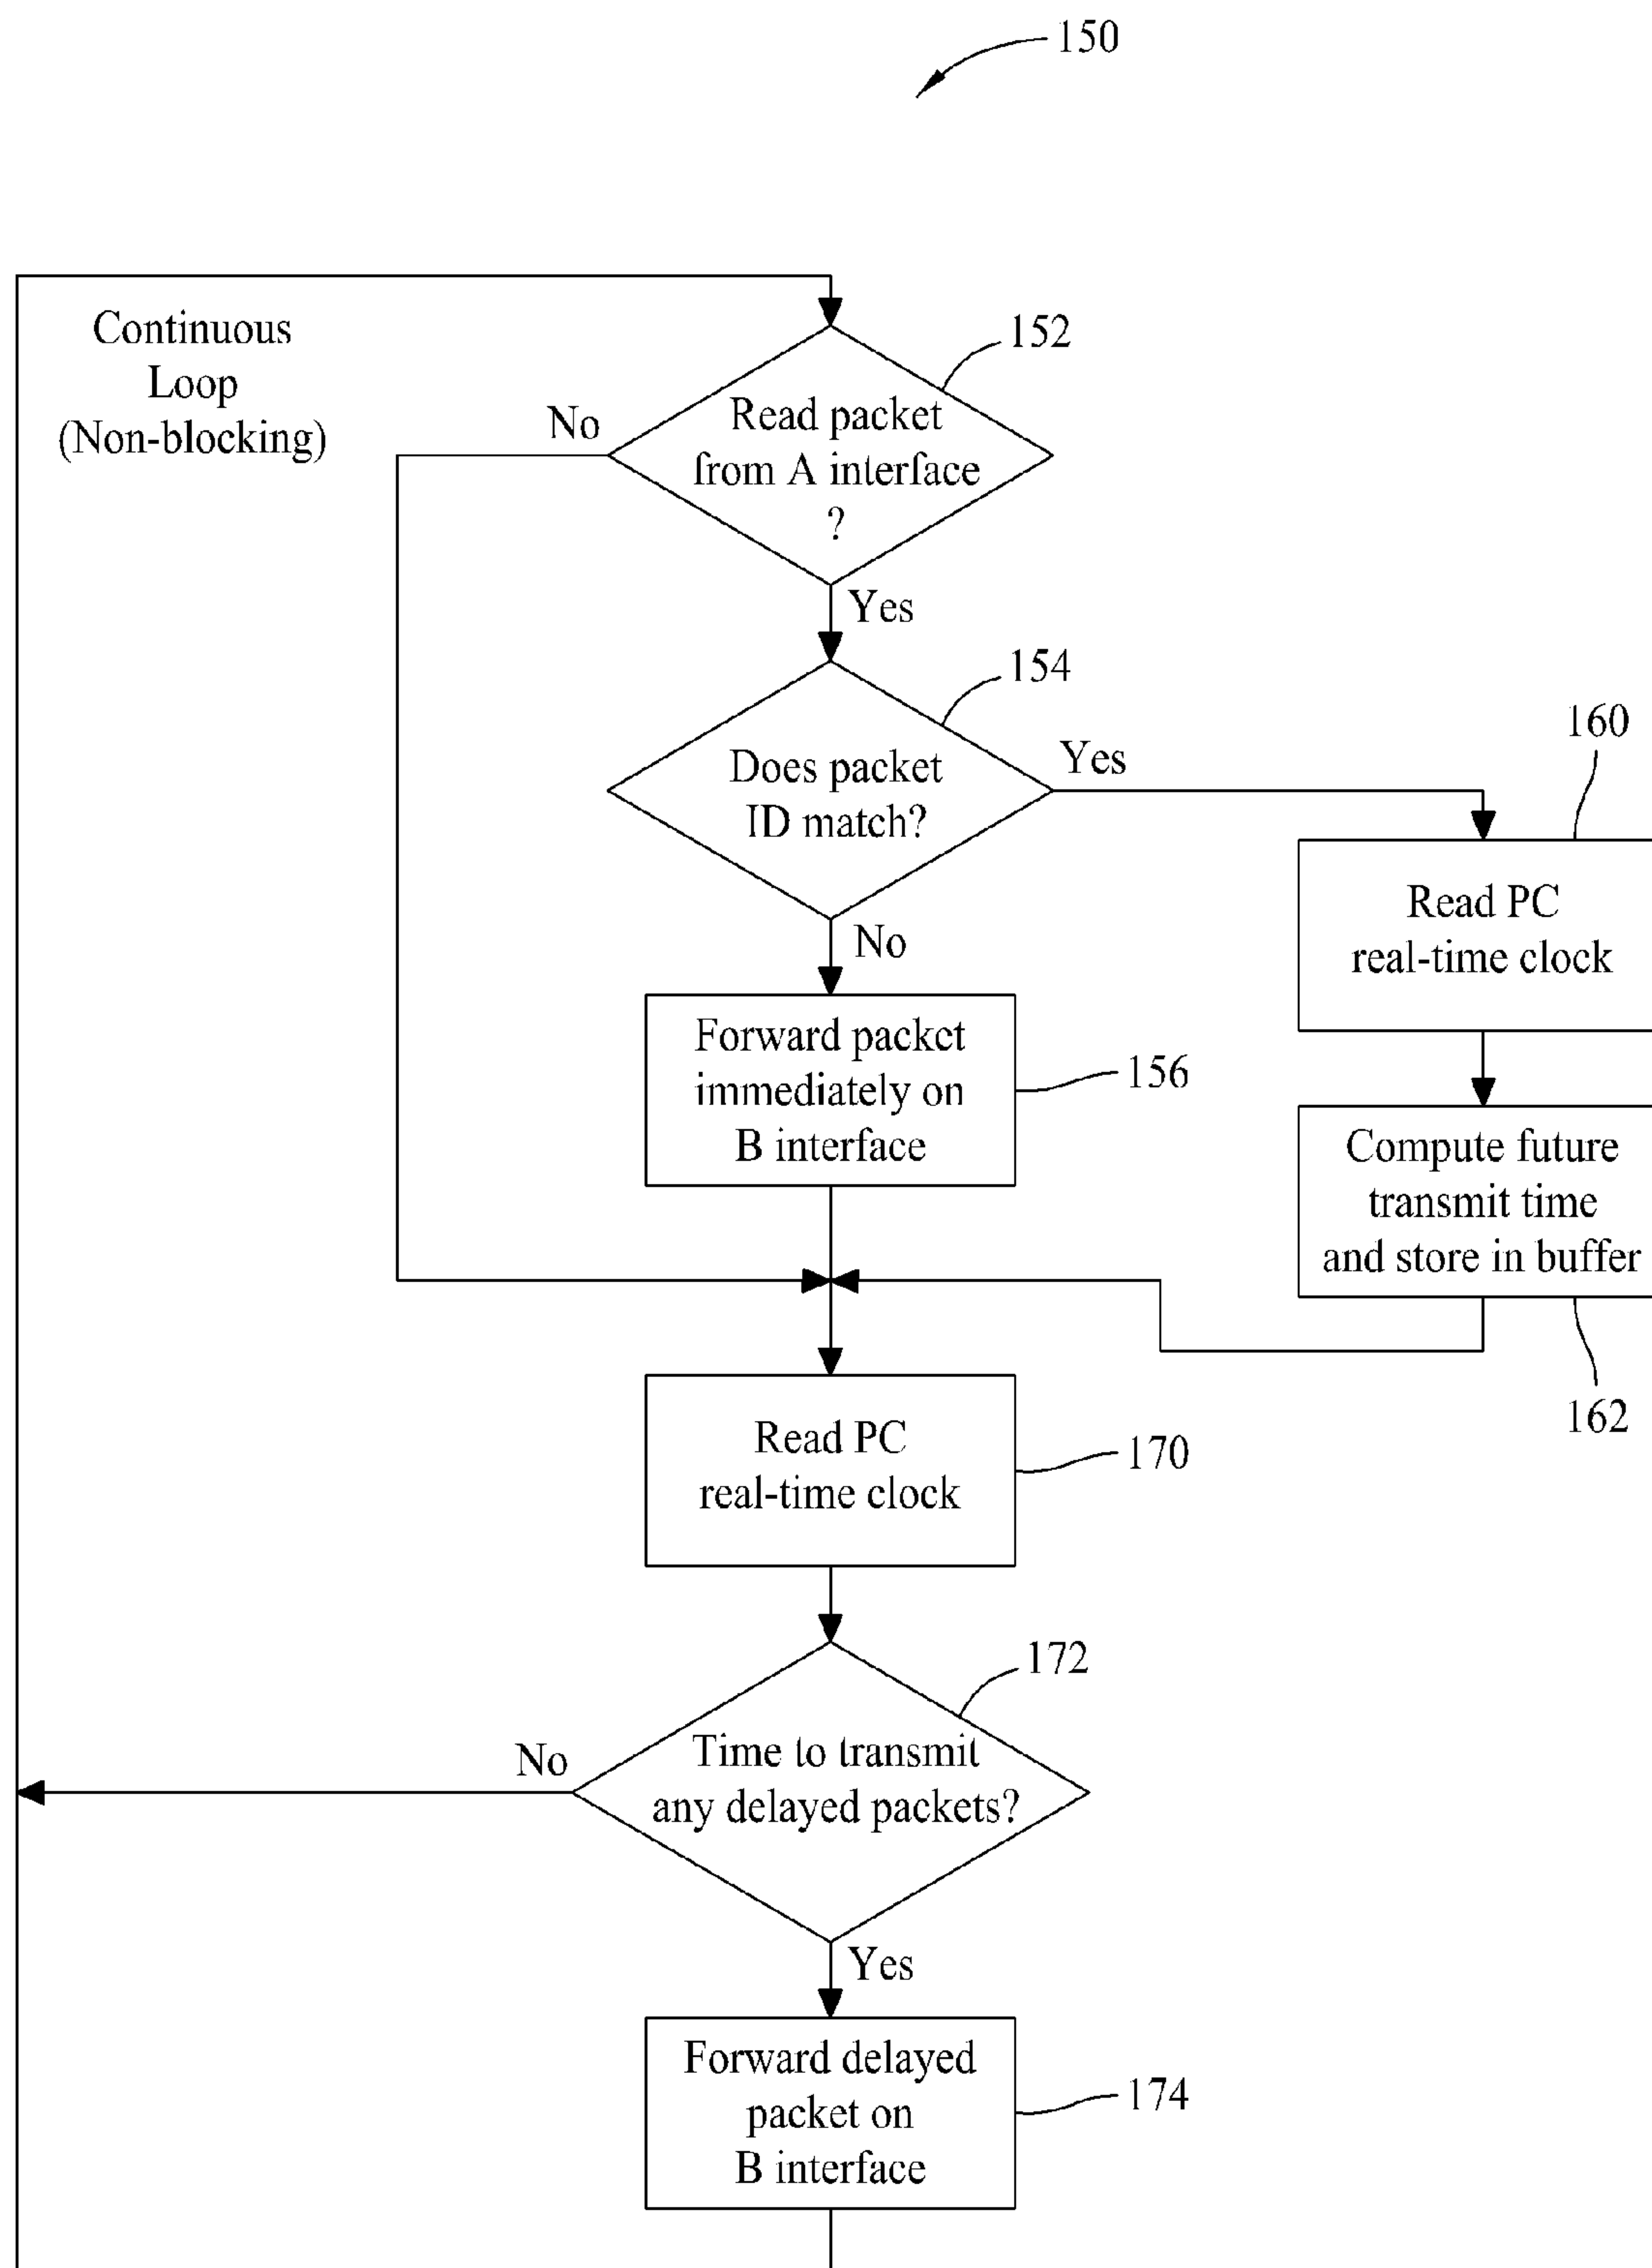 150
Continuous
Loop
(Non-blocking)
152
No
Read packet
from A interface
?
Yes
154
Does packet
ID match?
Yes
160
Read PC
real-time clock
No
Forward packet
immediately on
B interface
156
Compute future
transmit time
and store in buffer
162
Read PC
real-time clock
170
172
No
Time to transmit
any delayed packets?
Yes
Forward delayed
packet on
B interface
174